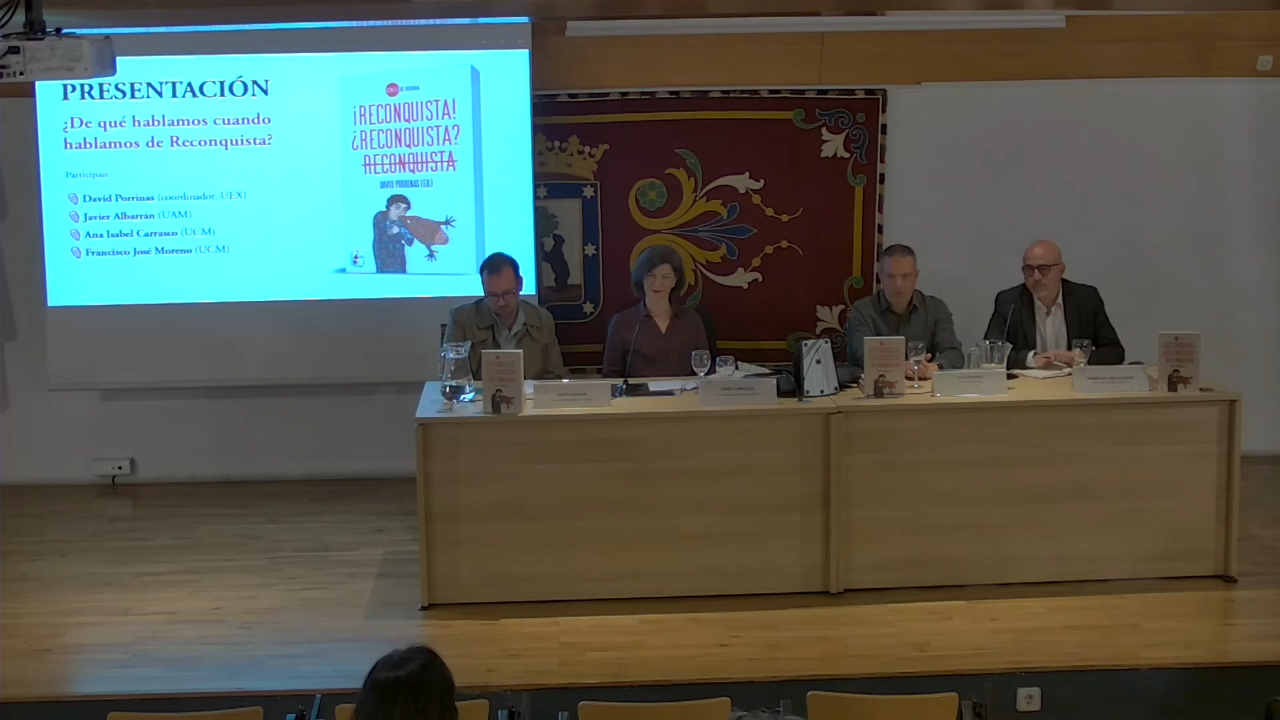 PRESENTACIÓN
¿De qué hablamos cuando
hablamos de Reconquista?
Participan
David Porrinas (coordinador. UEX)
Javier Albarrán (UAM)
Ana Isabel Carrasco (UCM)
Francisco José Moreno (UCM)
¡RECONQUISTA!
¿RECONQUISTA?
RECONQUISTA
DAVID PORRINAS (ED.)